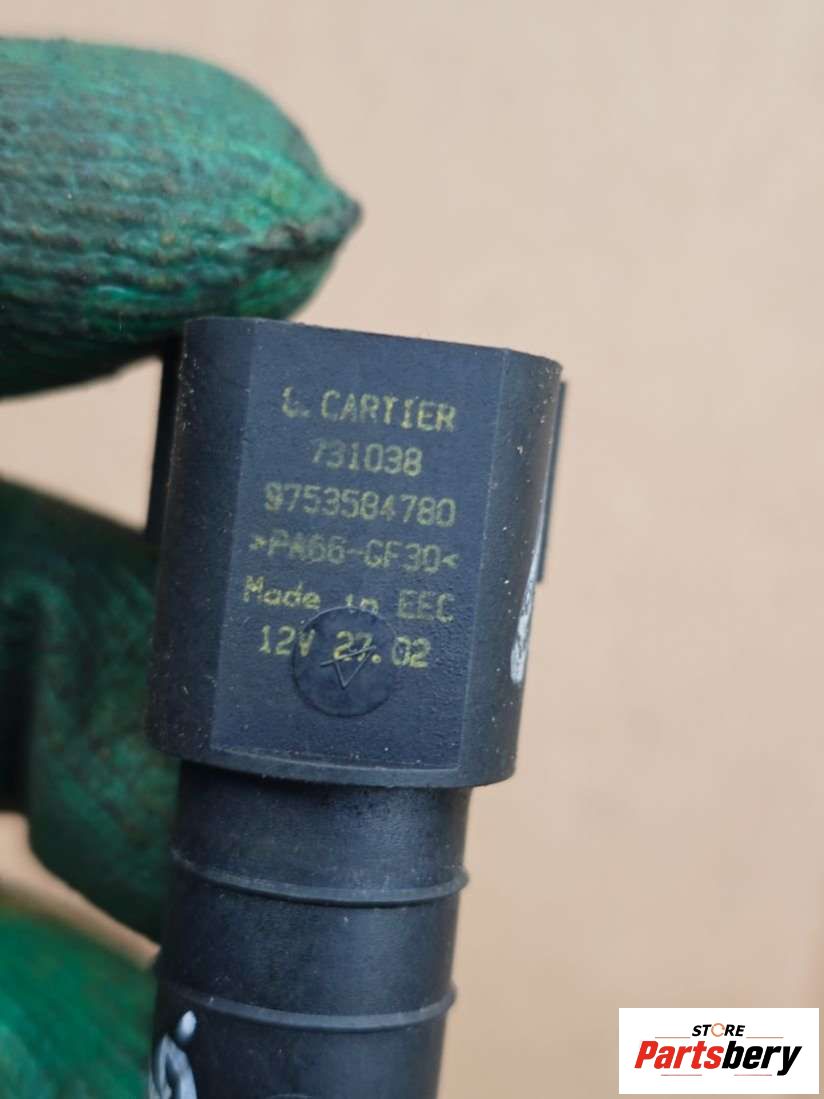 C. CARTIER
731038
9753584780
>PA66-GF30<
Made in EEC
12V 27.02
STORE
Partsbery